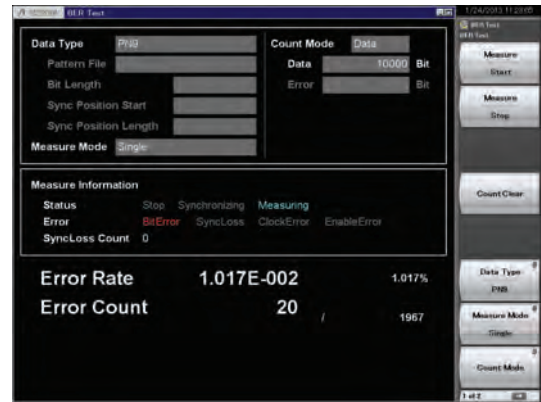 BER Test
1/24/2013 11:23:05
Data Type PN9
Pattern File
Bit Length
Sync Position Start
Sync Position Length
Measure Mode Single
Count Mode Data
Data 10000 Bit
Error Bit
Measure Information
Status Stop Synchronizing Measuring
Error BitError SyncLoss ClockError EnableError
SyncLoss Count 0
Error Rate 1.017E-002 1.017%
Error Count 20 / 1967
BER Test
BER Test
Measure
Start
Measure
Stop
Count Clear
Data Type
PN9
Measure Mode
Single
Count Mode
1 of 2